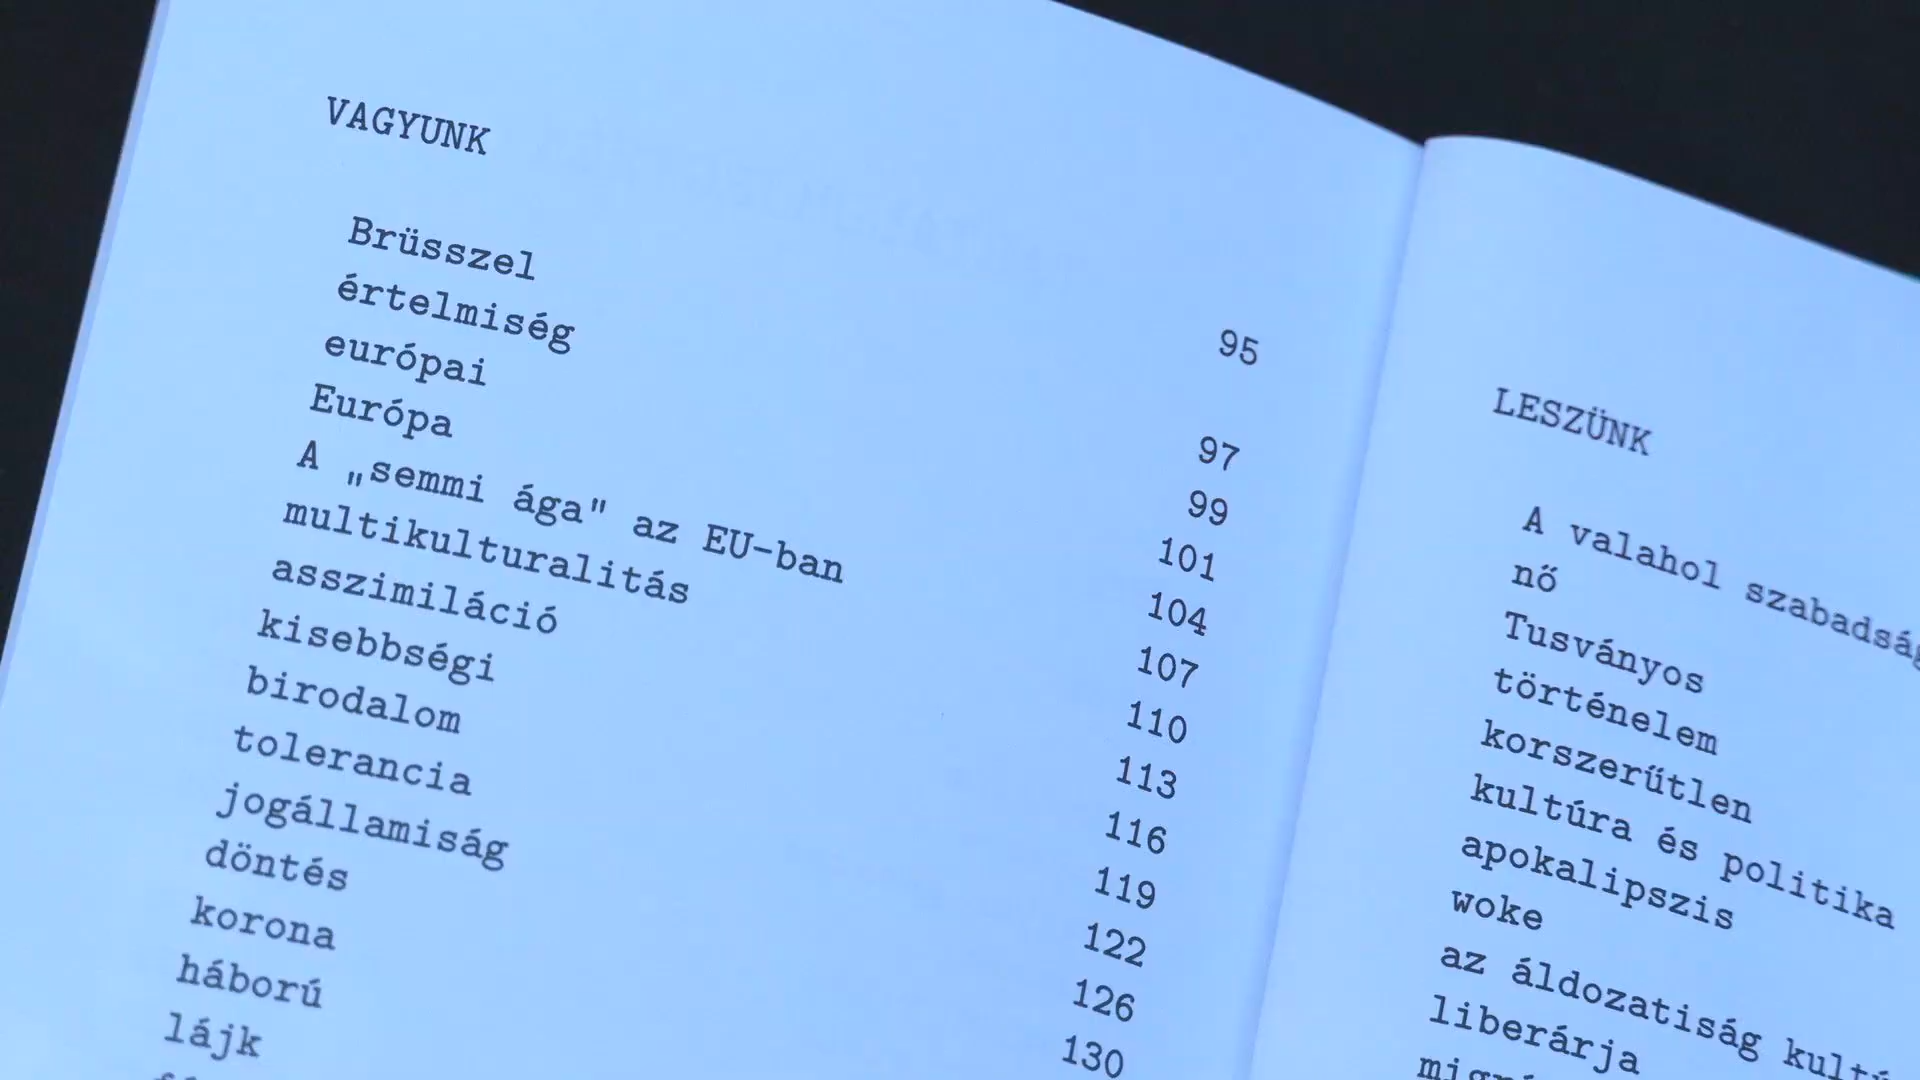 VAGYUNK 95
Brüsszel 97
értelmiség 99
európai 101
Európa 104
A „semmi ága" az EU-ban 107
multikulturalitás 110
asszimiláció 113
kisebbségi 116
birodalom 119
tolerancia 122
jogállamiság 126
döntés 130
korona
háború
lájk
LESZÜNK
A valahol szabadság
nő
Tusványos
történelem
korszerűtlen
kultúra és politika
apokalipszis
woke
az áldozatiság
liberárja